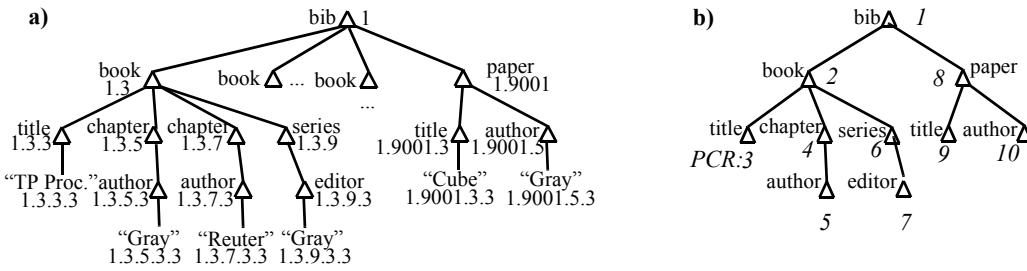 a)
bib 1
book
1.3
book ... book
...
paper
1.9001
title
1.3.3
chapter
1.3.5
chapter
1.3.7
series
1.3.9
title
1.9001.3
author
1.9001.5
“TP Proc.”
1.3.3.3
author
1.3.5.3
author
1.3.7.3
editor
1.3.9.3
“Cube”
1.9001.3.3
“Gray”
1.9001.5.3
“Gray”
1.3.5.3.3
“Reuter”
1.3.7.3.3
“Gray”
1.3.9.3.3
b)
bib 1
book 2
8 paper
title
PCR:3
chapter
4
series
6
title
9
author
10
author
5
editor
7